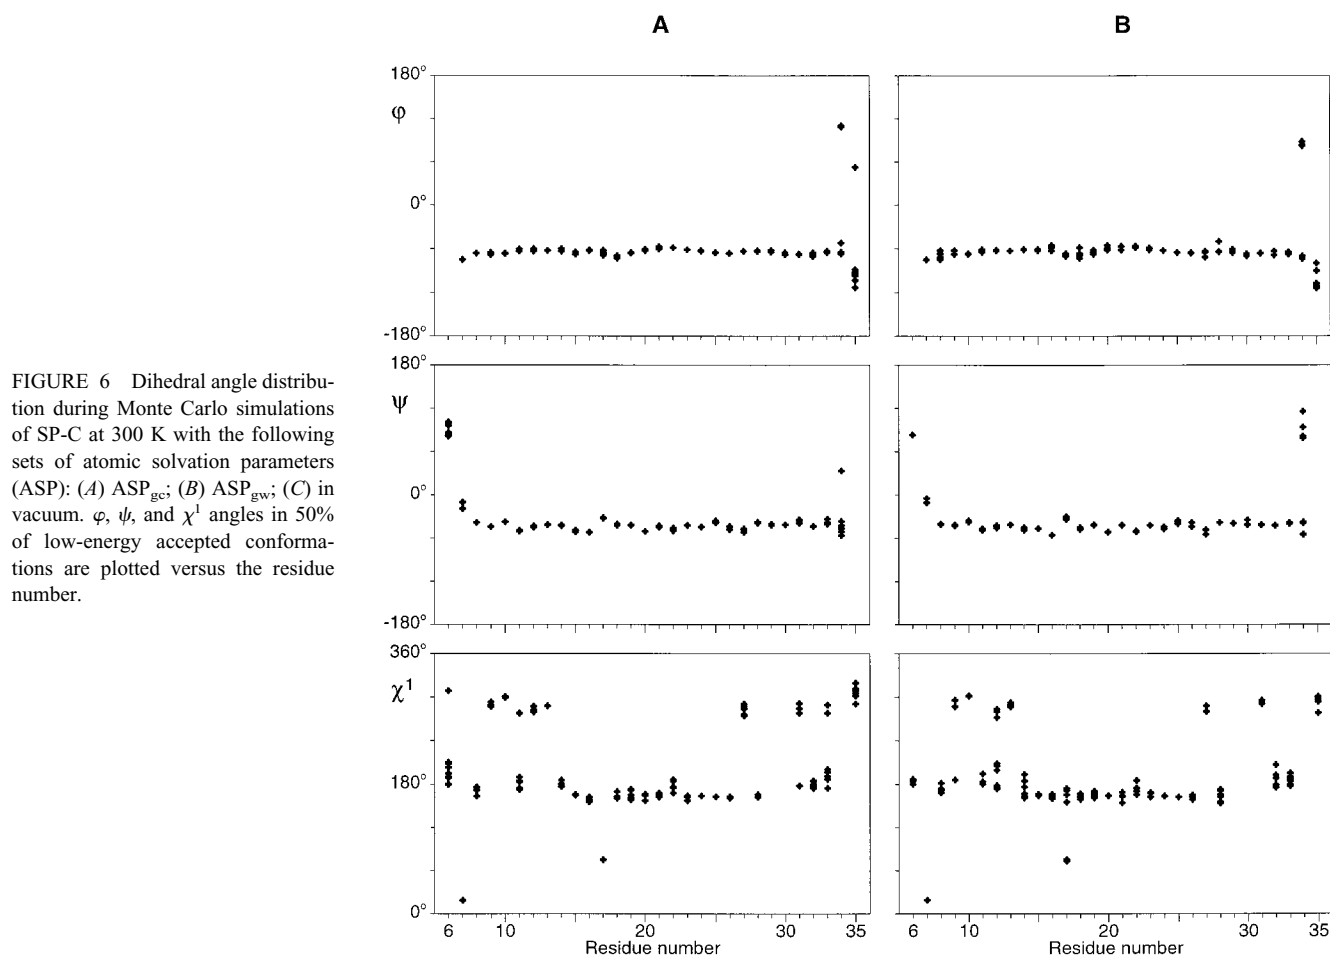 A
B
180°
φ
0°
-180°
FIGURE 6 Dihedral angle distribu-
tion during Monte Carlo simulations
of SP-C at 300 K with the following
sets of atomic solvation parameters
(ASP): (A) ASPgc; (B) ASPgw; (C) in
vacuum. φ, ψ, and χ¹ angles in 50%
of low-energy accepted conforma-
tions are plotted versus the residue
number.
180°
ψ
0°
-180°
360°
χ¹
180°
0°
6 10 20 30 35
Residue number
6 10 20 30 35
Residue number